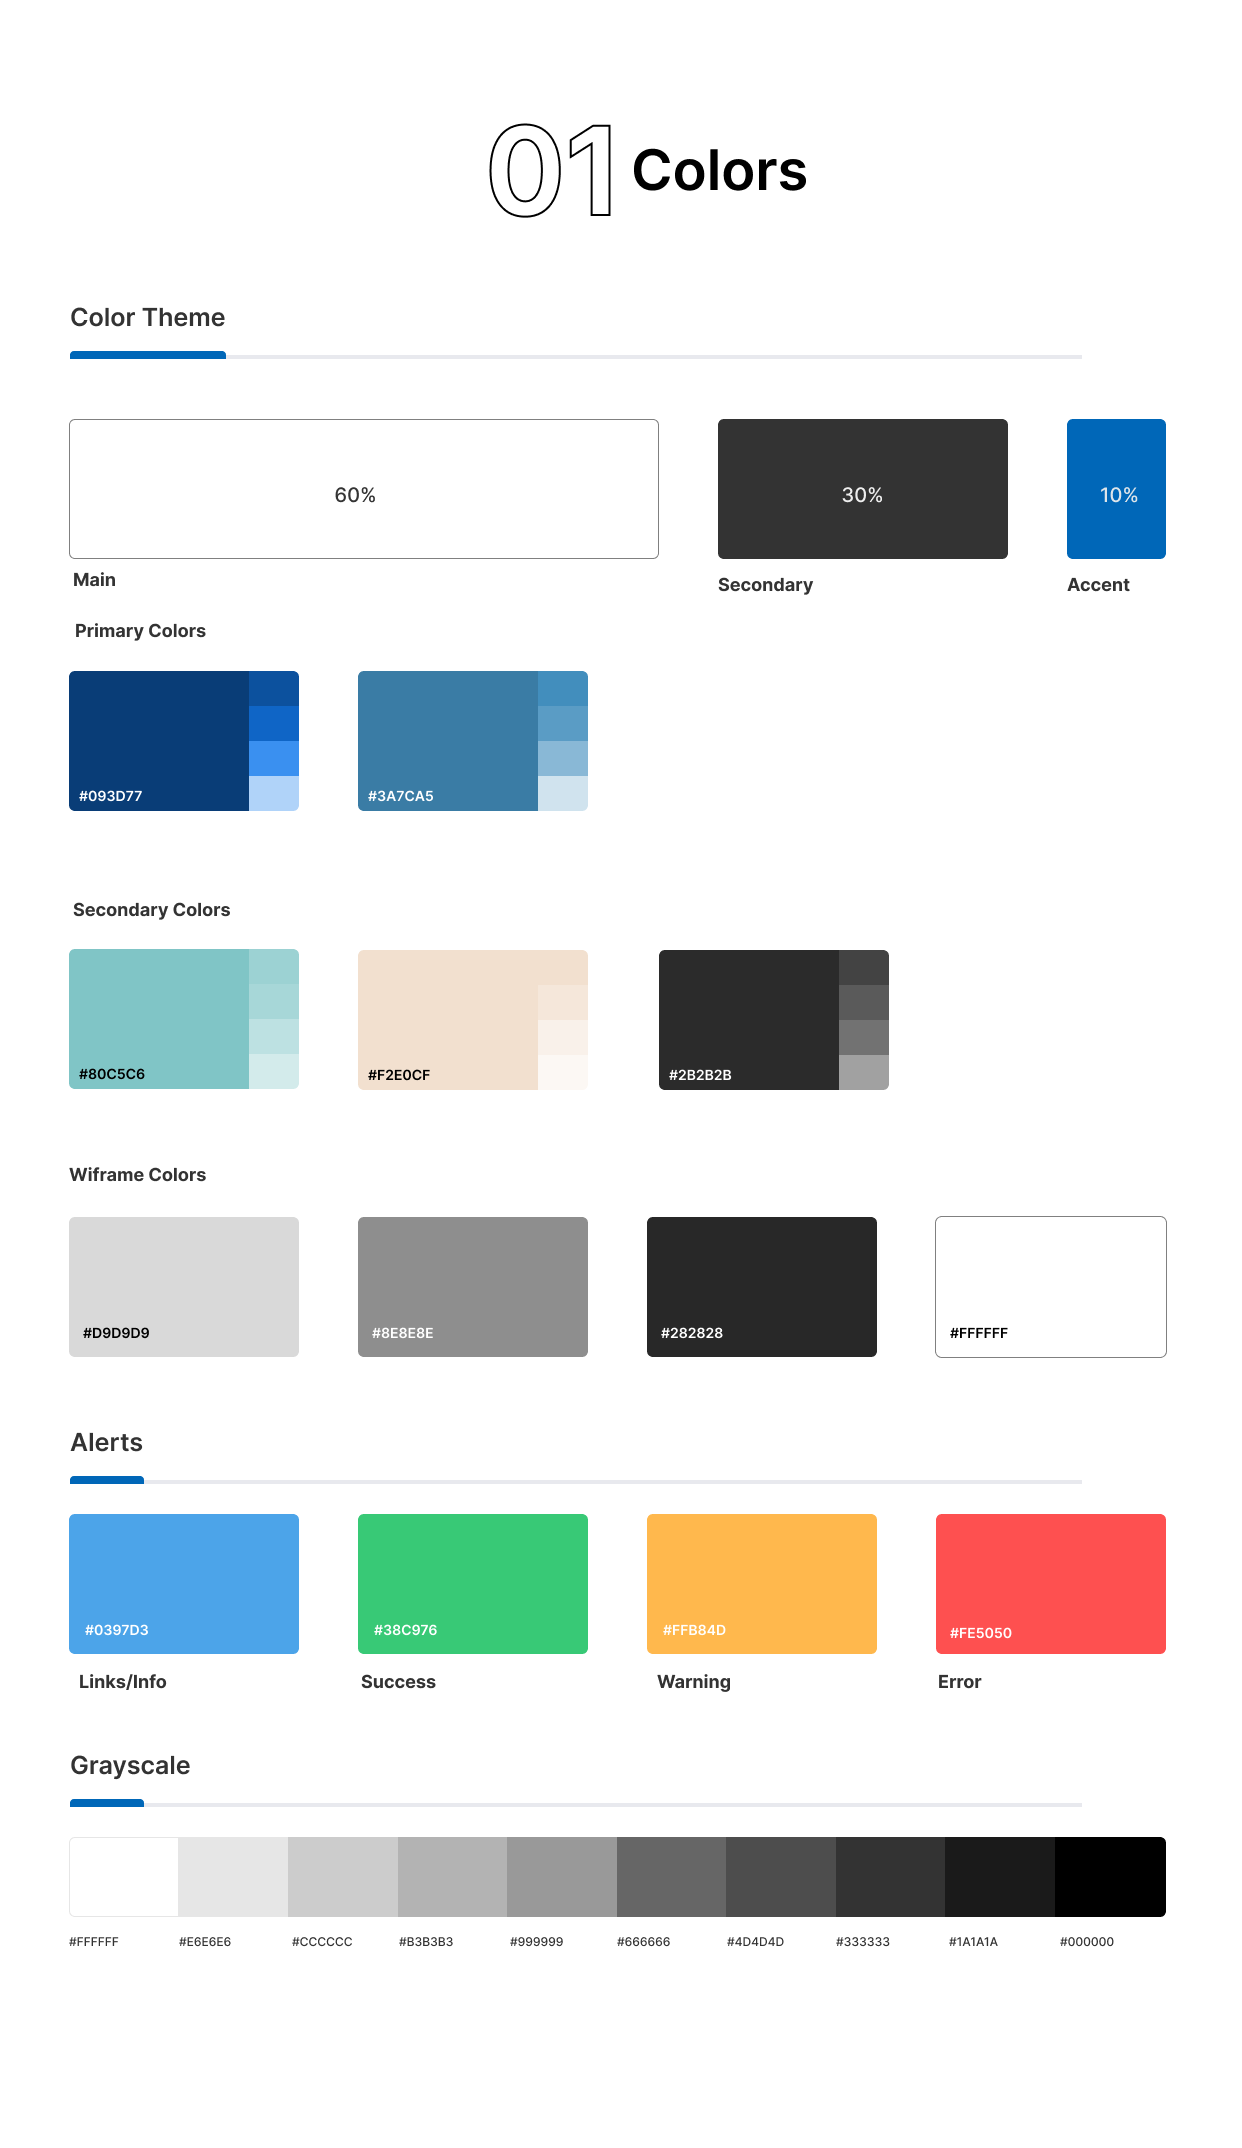 01 Colors
Color Theme
60%
30%
10%
Main
Secondary
Accent
Primary Colors
#093D77
#3A7CA5
Secondary Colors
#80C5C6
#F2E0CF
#2B2B2B
Wiframe Colors
#D9D9D9
#8E8E8E
#282828
#FFFFFF
Alerts
#0397D3
#38C976
#FFB84D
#FE5050
Links/Info
Success
Warning
Error
Grayscale
#FFFFFF
#E6E6E6
#CCCCCC
#B3B3B3
#999999
#666666
#4D4D4D
#333333
#1A1A1A
#000000